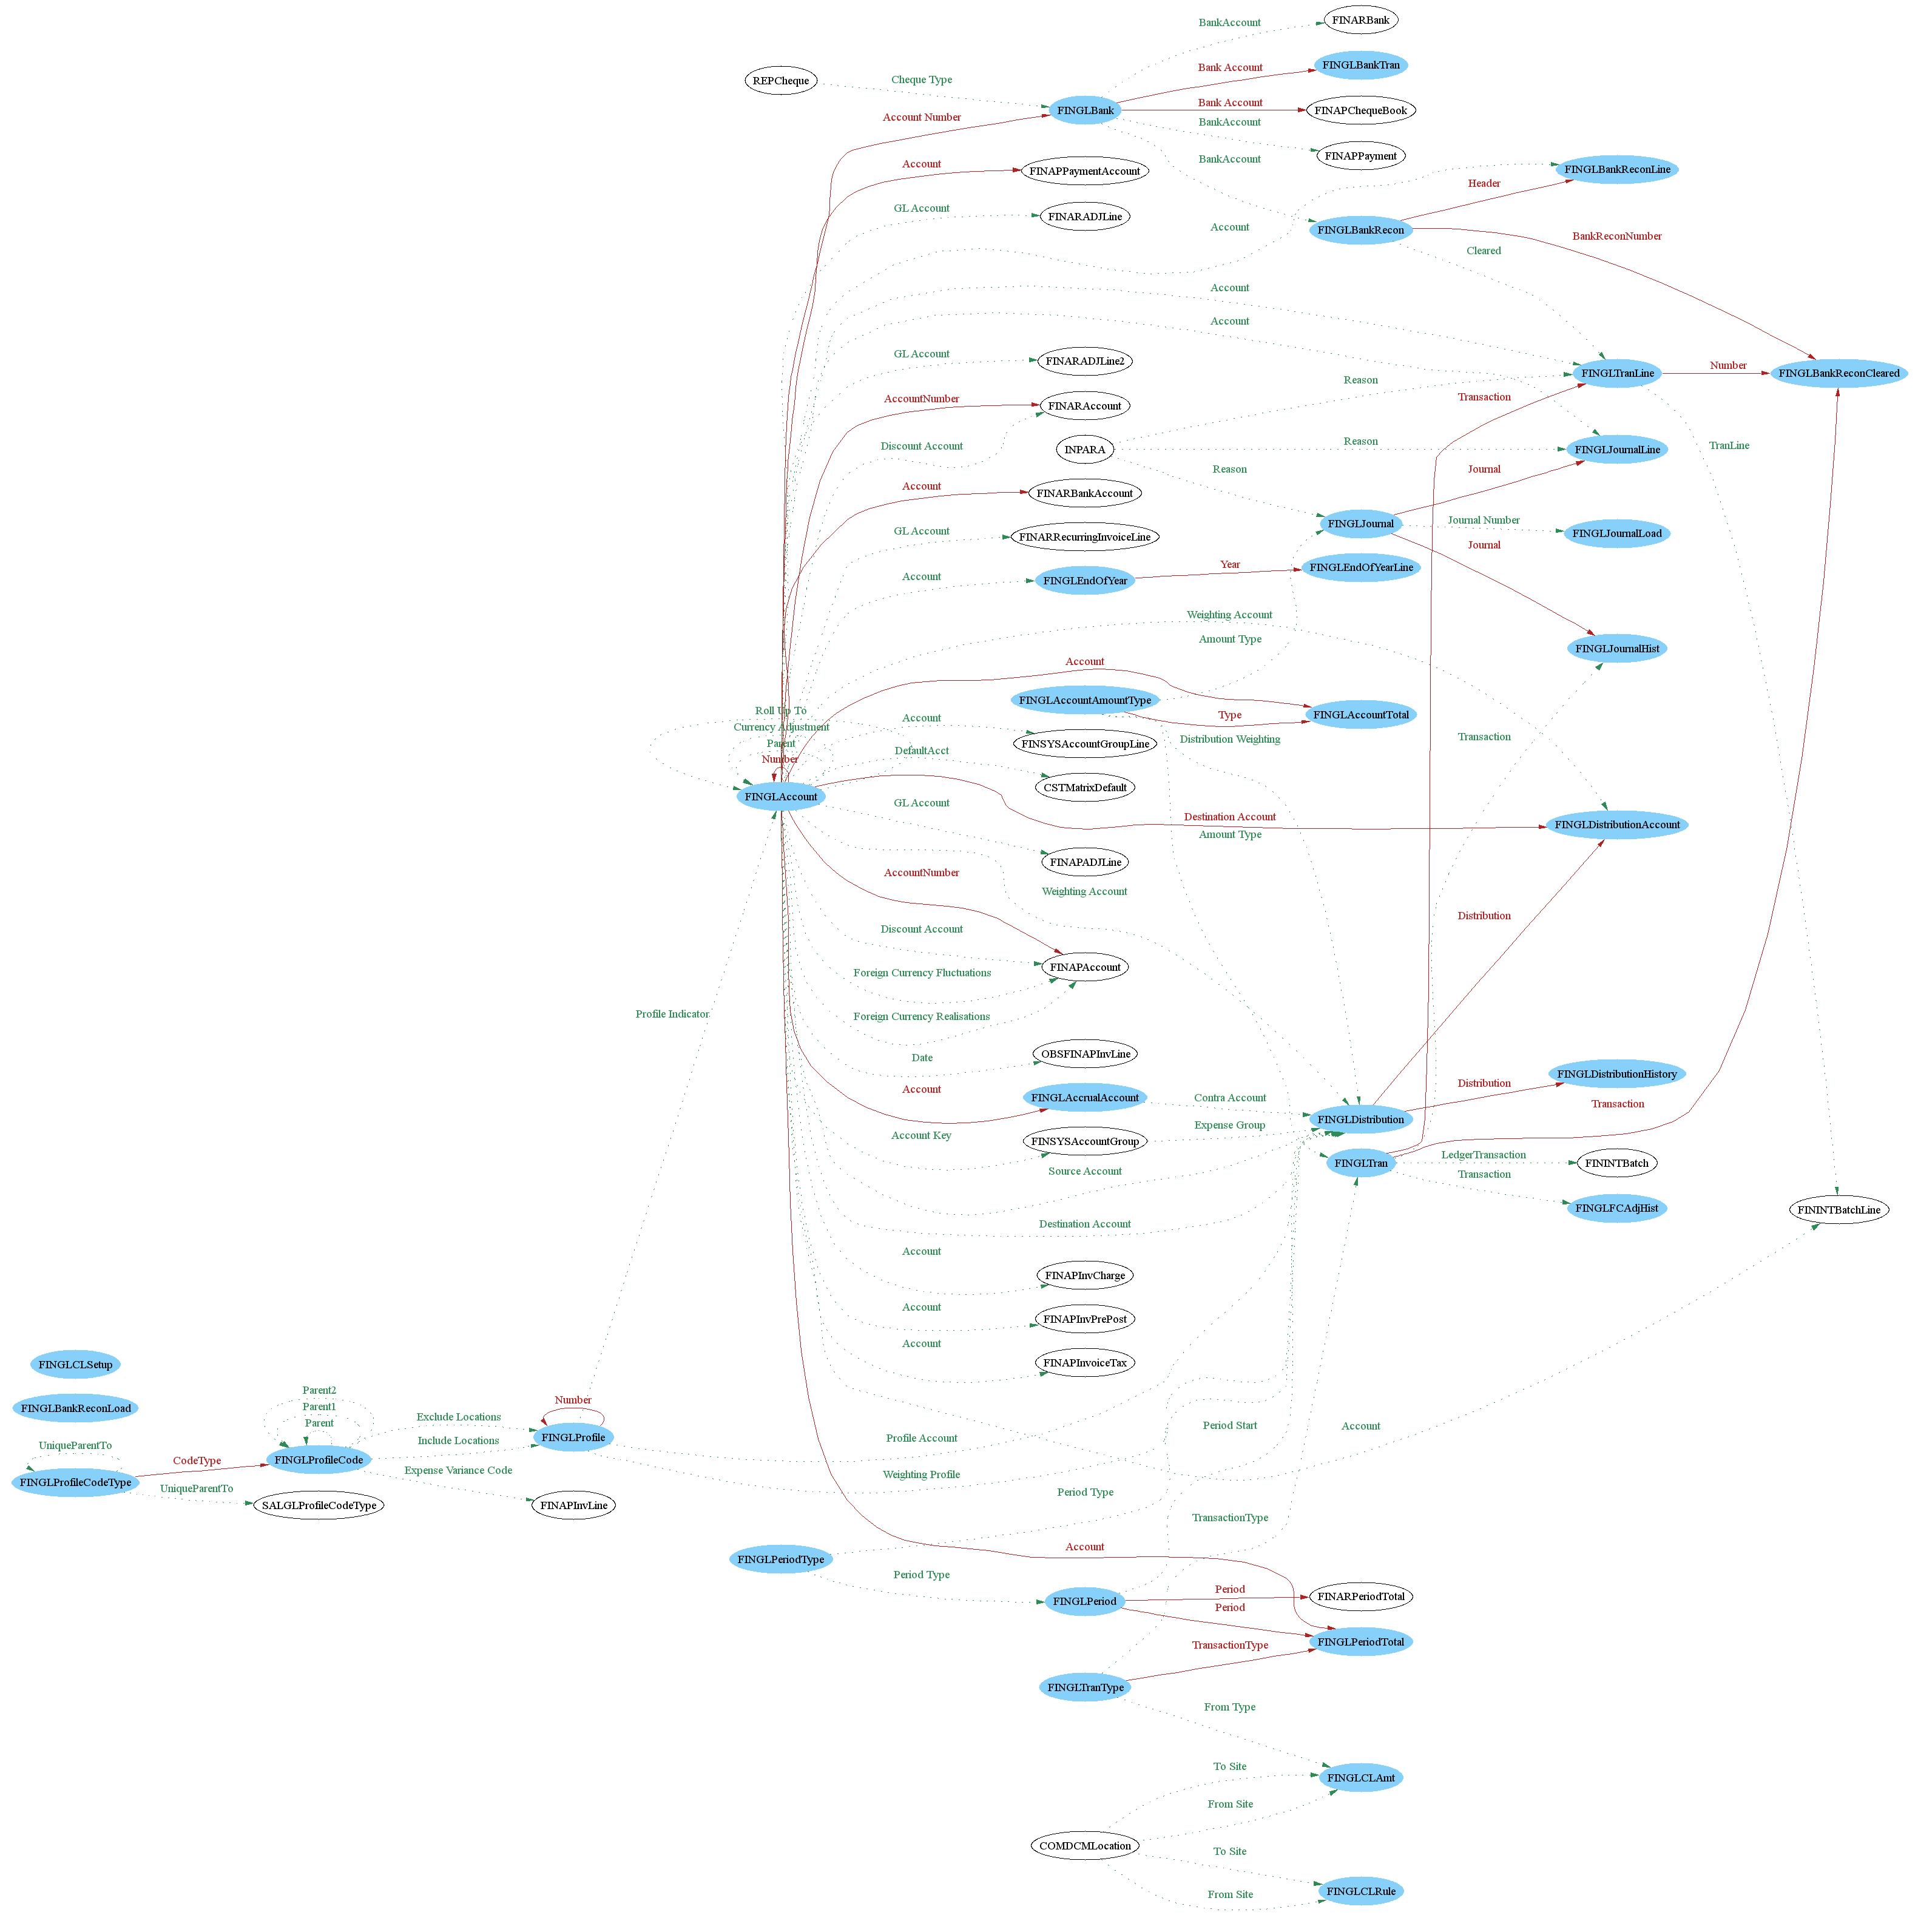 BankAccount
FINARBank
REPCheque
Cheque Type
Bank Account
FINGLBankTran
Account Number
FINGLBank
Bank Account
FINAPChequeBook
BankAccount
FINAPPayment
Account
FINAPPaymentAccount
BankAccount
FINGLBankReconLine
Header
GL Account
FINARADJLine
Account
FINGLBankRecon
BankReconNumber
Cleared
Account
Account
GL Account
FINARADJLine2
Reason
FINGLTranLine
Number
FINGLBankReconCleared
AccountNumber
FINARAccount
Transaction
Discount Account
INPARA
Reason
FINGLJournalLine
TranLine
Reason
Journal
Account
FINARBankAccount
FINGLJournal
Journal Number
FINGLJournalLoad
GL Account
FINARRecurringInvoiceLine
Journal
Account
FINGLEndOfYear
Year
FINGLEndOfYearLine
Weighting Account
Amount Type
FINGLJournalHist
Account
FINGLAccountAmountType
Type
FINGLAccountTotal
Roll Up To
Account
Currency Adjustment
Parent
Number
FINSYSAccountGroupLine
Distribution Weighting
Transaction
DefaultAcct
CSTMatrixDefault
FINGLAccount
GL Account
Destination Account
FINGLDistributionAccount
Amount Type
FINAPADJLine
AccountNumber
Weighting Account
Distribution
Discount Account
FINAPAccount
Foreign Currency Fluctuations
Profile Indicator
Foreign Currency Realisations
Date
OBSFINAPInvLine
Account
FINGLAccrualAccount
Contra Account
Distribution
FINGLDistributionHistory
Transaction
FINGLDistribution
Account Key
FINSYSAccountGroup
Expense Group
Source Account
FINGLTran
LedgerTransaction
FININTBatch
Transaction
FINGLFCAdjHist
FININTBatchLine
Destination Account
Account
FINAPInvCharge
Account
FINAPInvPrePost
Account
FINAPInvoiceTax
FINGLCLSetup
FINGLBankReconLoad
Parent2
Parent1
Parent
Exclude Locations
Number
FINGLProfile
Profile Account
Period Start
Account
UniqueParentTo
Include Locations
FINGLProfileCode
CodeType
Expense Variance Code
Weighting Profile
FINGLProfileCodeType
UniqueParentTo
SALGLProfileCodeType
FINAPInvLine
Period Type
TransactionType
Account
FINGLPeriodType
Period Type
FINGLPeriod
Period
FINARPeriodTotal
Period
TransactionType
FINGLPeriodTotal
FINGLTranType
From Type
To Site
FINGLCLAmt
From Site
COMDCMLocation
To Site
From Site
FINGLCLRule